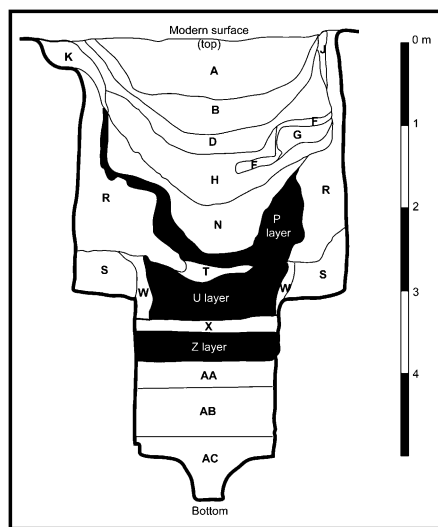 Modern surface
(top)
0 m
K
J
A
B
1
F
D
G
E
H
R
R
2
P
layer
N
S
T
S
W
W
U layer
3
X
Z layer
AA
4
AB
AC
Bottom